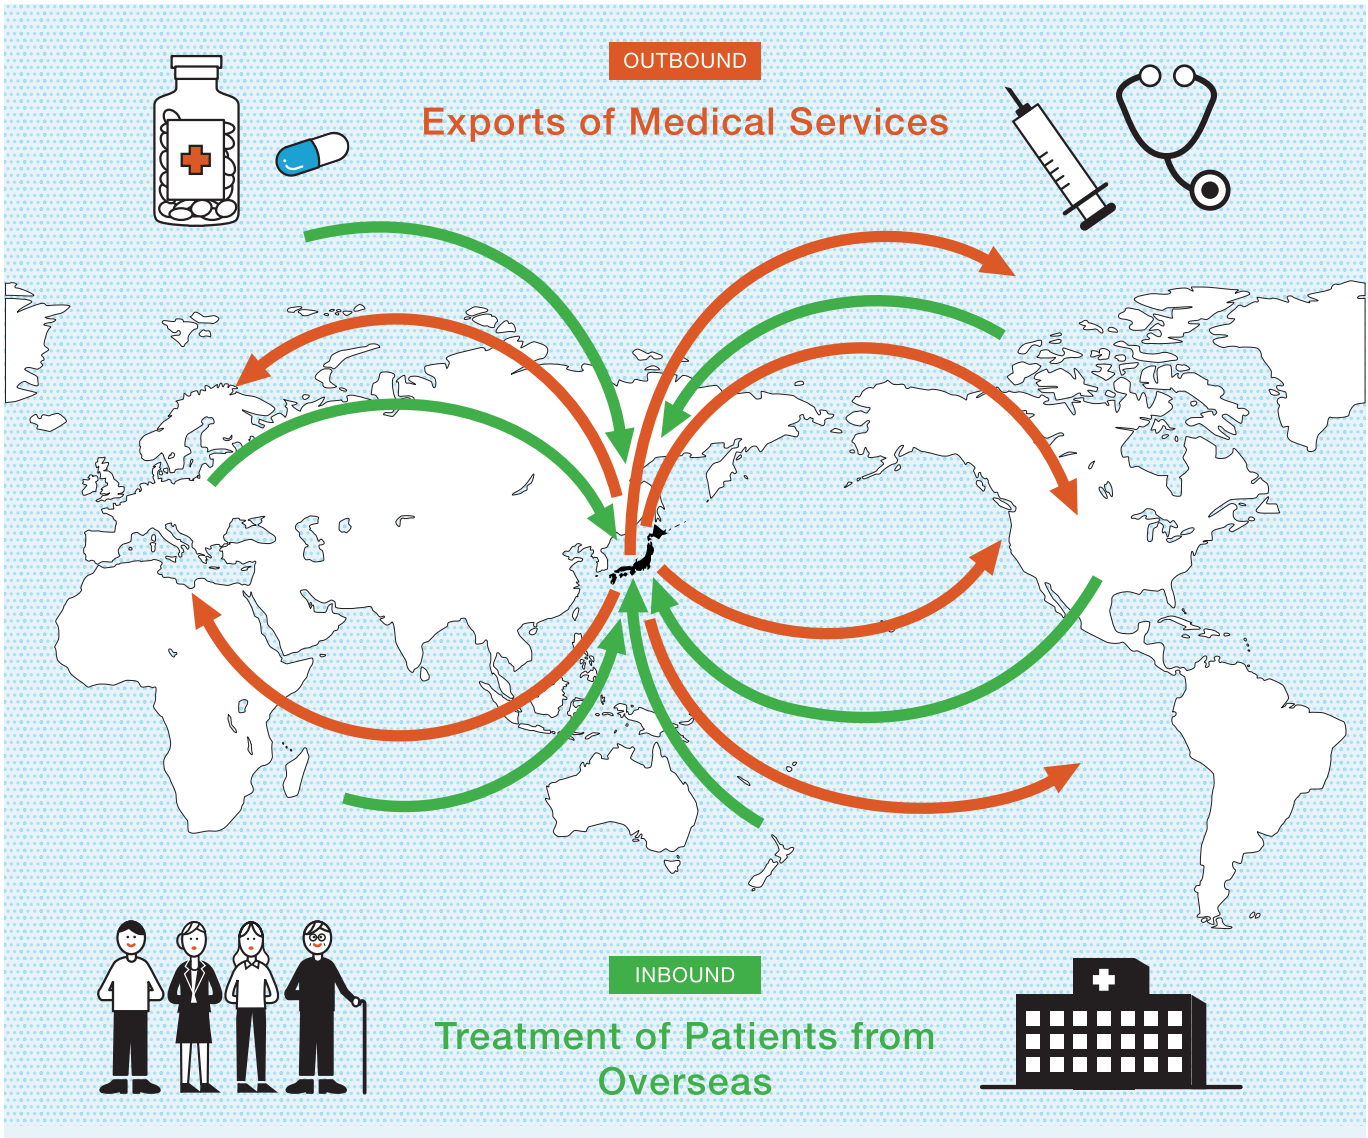 OUTBOUND
Exports of Medical Services
INBOUND
Treatment of Patients from
Overseas